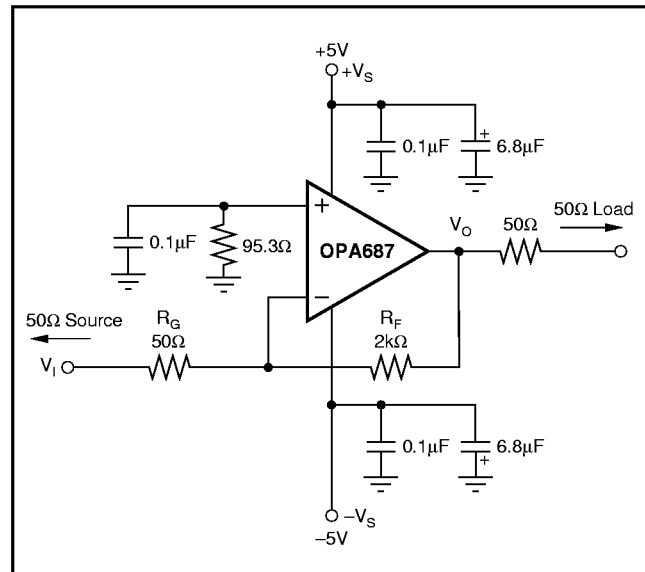 +5V
+V_S
0.1µF
+
6.8µF
+
0.1µF
95.3Ω
OPA687
V_O
50Ω
50Ω Load
–
50Ω Source
V_I
R_G
50Ω
R_F
2kΩ
0.1µF
6.8µF
+
–V_S
–5V